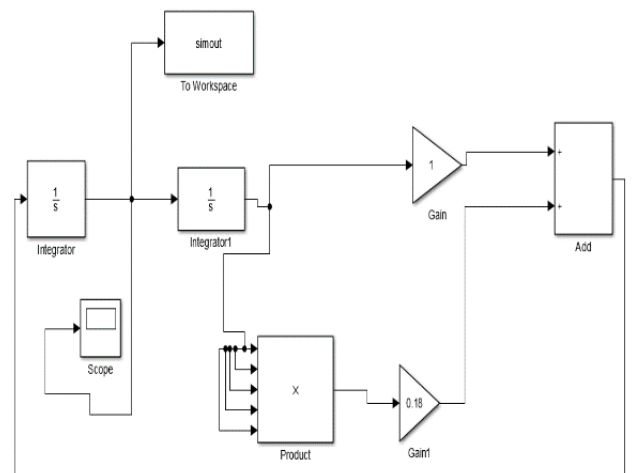 simout
To Workspace
1
s
Integrator
1
s
Integrator1
1
Gain
+
+
Add
Scope
X
Product
0.18
Gain1